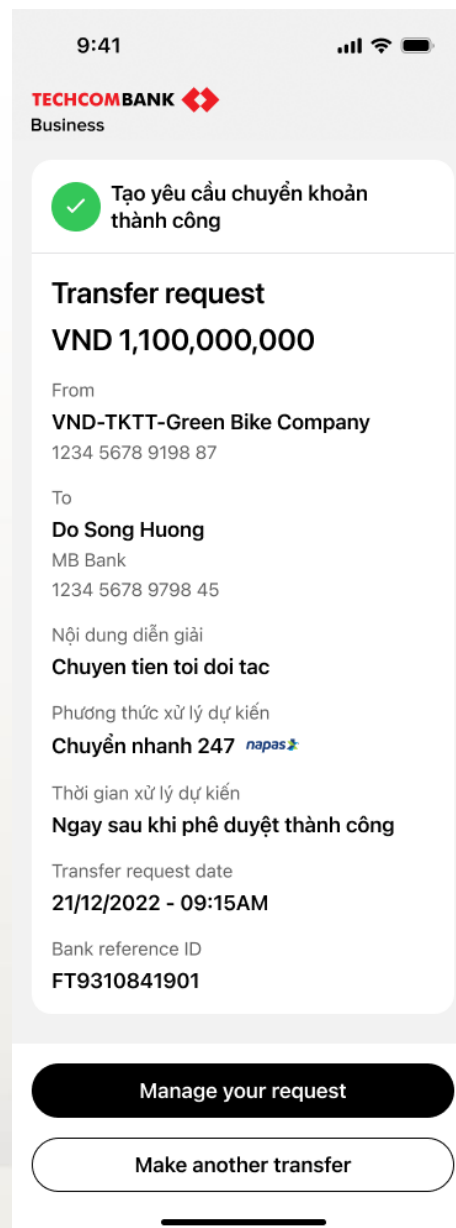 9:41
TECHCOMBANK
Business
Tạo yêu cầu chuyển khoản
thành công
Transfer request
VND 1,100,000,000
From
VND-TKTT-Green Bike Company
1234 5678 9198 87
To
Do Song Huong
MB Bank
1234 5678 9798 45
Nội dung diễn giải
Chuyen tien toi doi tac
Phương thức xử lý dự kiến
Chuyển nhanh 247 napas
Thời gian xử lý dự kiến
Ngay sau khi phê duyệt thành công
Transfer request date
21/12/2022 - 09:15AM
Bank reference ID
FT9310841901
Manage your request
Make another transfer